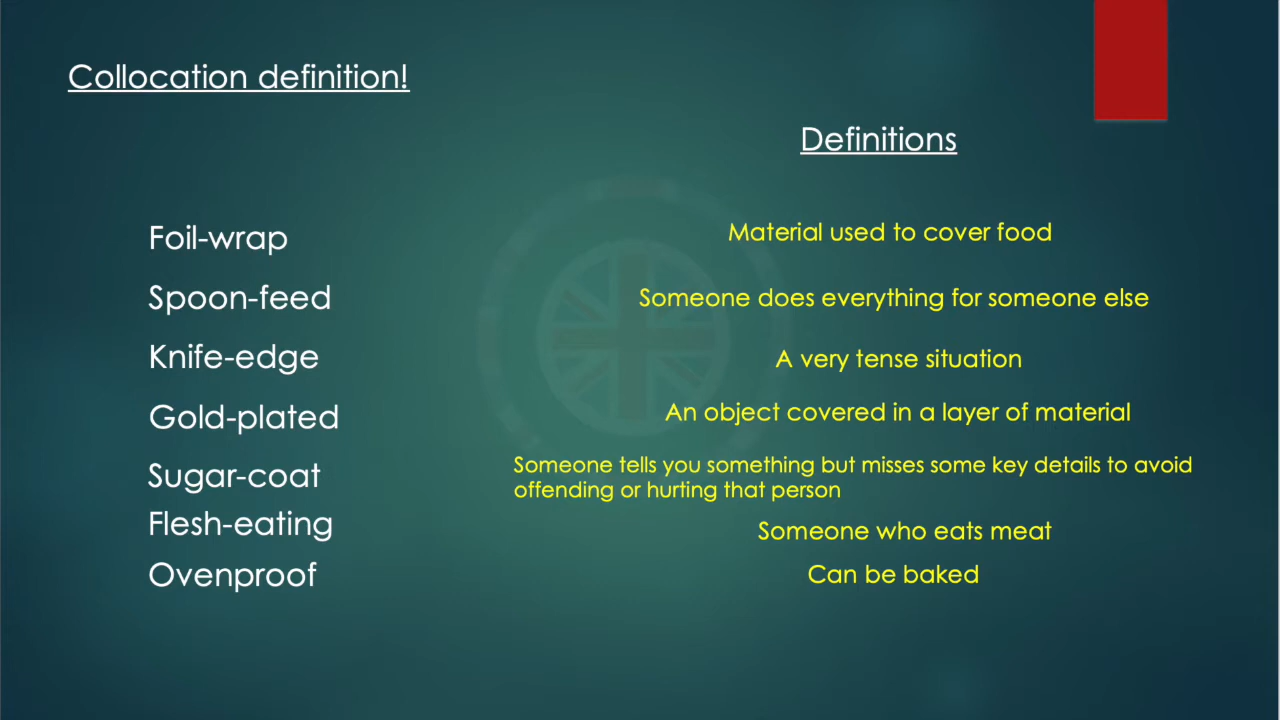 Collocation definition!
Definitions
Foil-wrap
Material used to cover food
Spoon-feed
Someone does everything for someone else
Knife-edge
A very tense situation
Gold-plated
An object covered in a layer of material
Sugar-coat
Someone tells you something but misses some key details to avoid
offending or hurting that person
Flesh-eating
Someone who eats meat
Ovenproof
Can be baked